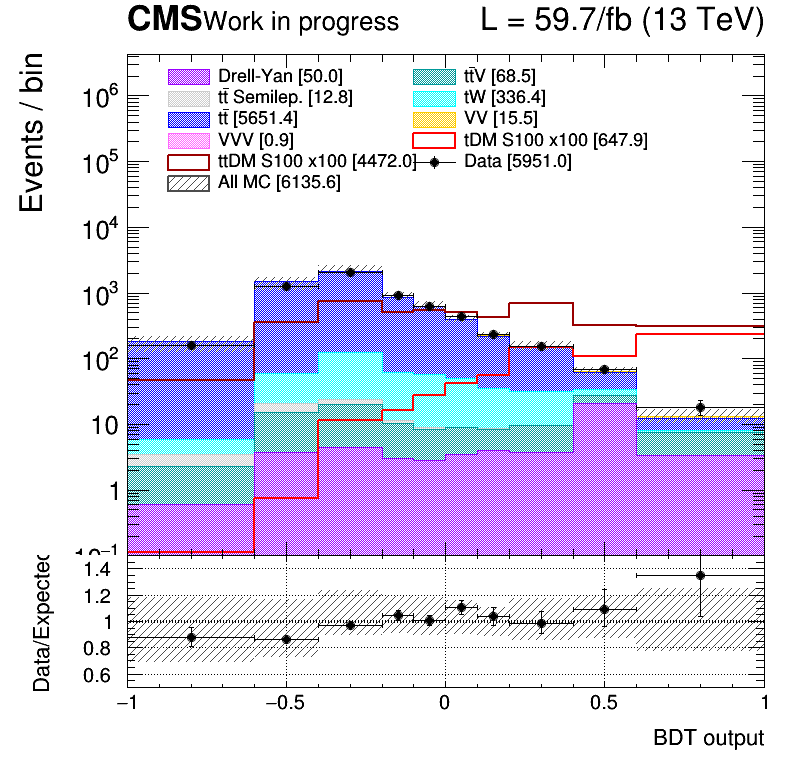 CMS Work in progress L = 59.7/fb (13 TeV)
Events / bin
Drell-Yan [50.0] tt̄V [68.5]
tt̄ Semilep. [12.8] tW [336.4]
tt̄ [5651.4] VV [15.5]
VVV [0.9] tDM S100 x100 [647.9]
ttDM S100 x100 [4472.0] Data [5951.0]
All MC [6135.6]
10⁶
10⁵
10⁴
10³
10²
10
1
10⁻¹
Data/Expected
1.4
1.2
1
0.8
0.6
−1 −0.5 0 0.5 1
BDT output